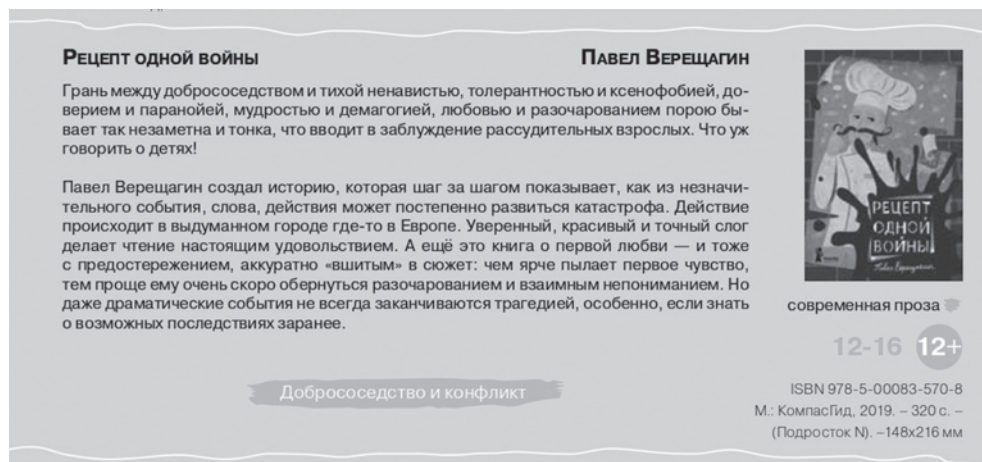 Рецепт одной войны
Павел Верещагин
Грань между добрососедством и тихой ненавистью, толерантностью и ксенофобией, до-
верием и паранойей, мудростью и демагогией, любовью и разочарованием порою бы-
вает так незаметна и тонка, что вводит в заблуждение рассудительных взрослых. Что уж
говорить о детях!
Павел Верещагин создал историю, которая шаг за шагом показывает, как из незначи-
тельного события, слова, действия может постепенно развиться катастрофа. Действие
происходит в выдуманном городе где-то в Европе. Уверенный, красивый и точный слог
делает чтение настоящим удовольствием. А ещё это книга о первой любви — и тоже
с предостережением, аккуратно «вшитым» в сюжет: чем ярче пылает первое чувство,
тем проще ему очень скоро обернуться разочарованием и взаимным непониманием. Но
даже драматические события не всегда заканчиваются трагедией, особенно, если знать
о возможных последствиях заранее.
Добрососедство и конфликт
РЕЦЕПТ
ОДНОЙ
ВОЙНЫ
Павел Верещагин
современная проза
12-16 12+
ISBN 978-5-00083-570-8
М.: КомпасГид, 2019. – 320 с. –
(Подросток N). –148х216 мм